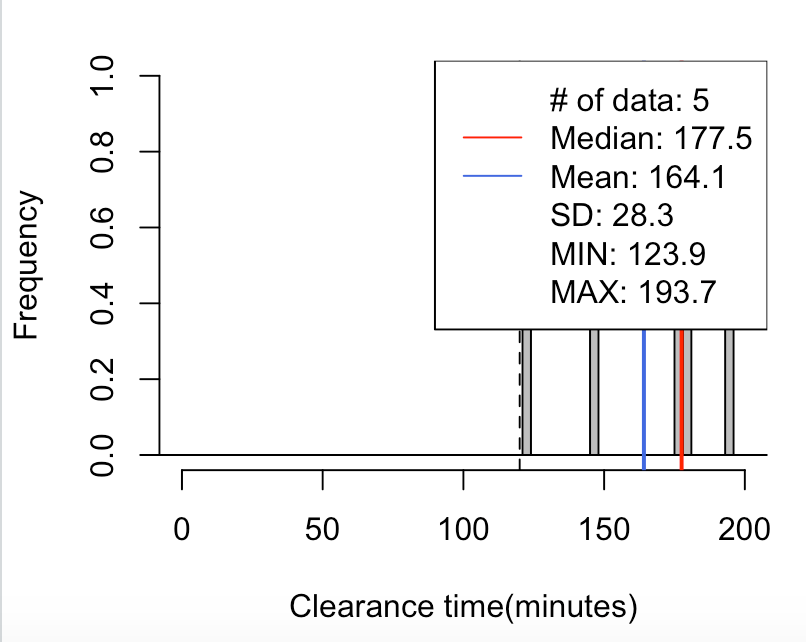 # of data: 5
Median: 177.5
Mean: 164.1
SD: 28.3
MIN: 123.9
MAX: 193.7
Frequency
1.0
0.8
0.6
0.4
0.2
0.0
0 50 100 150 200
Clearance time(minutes)